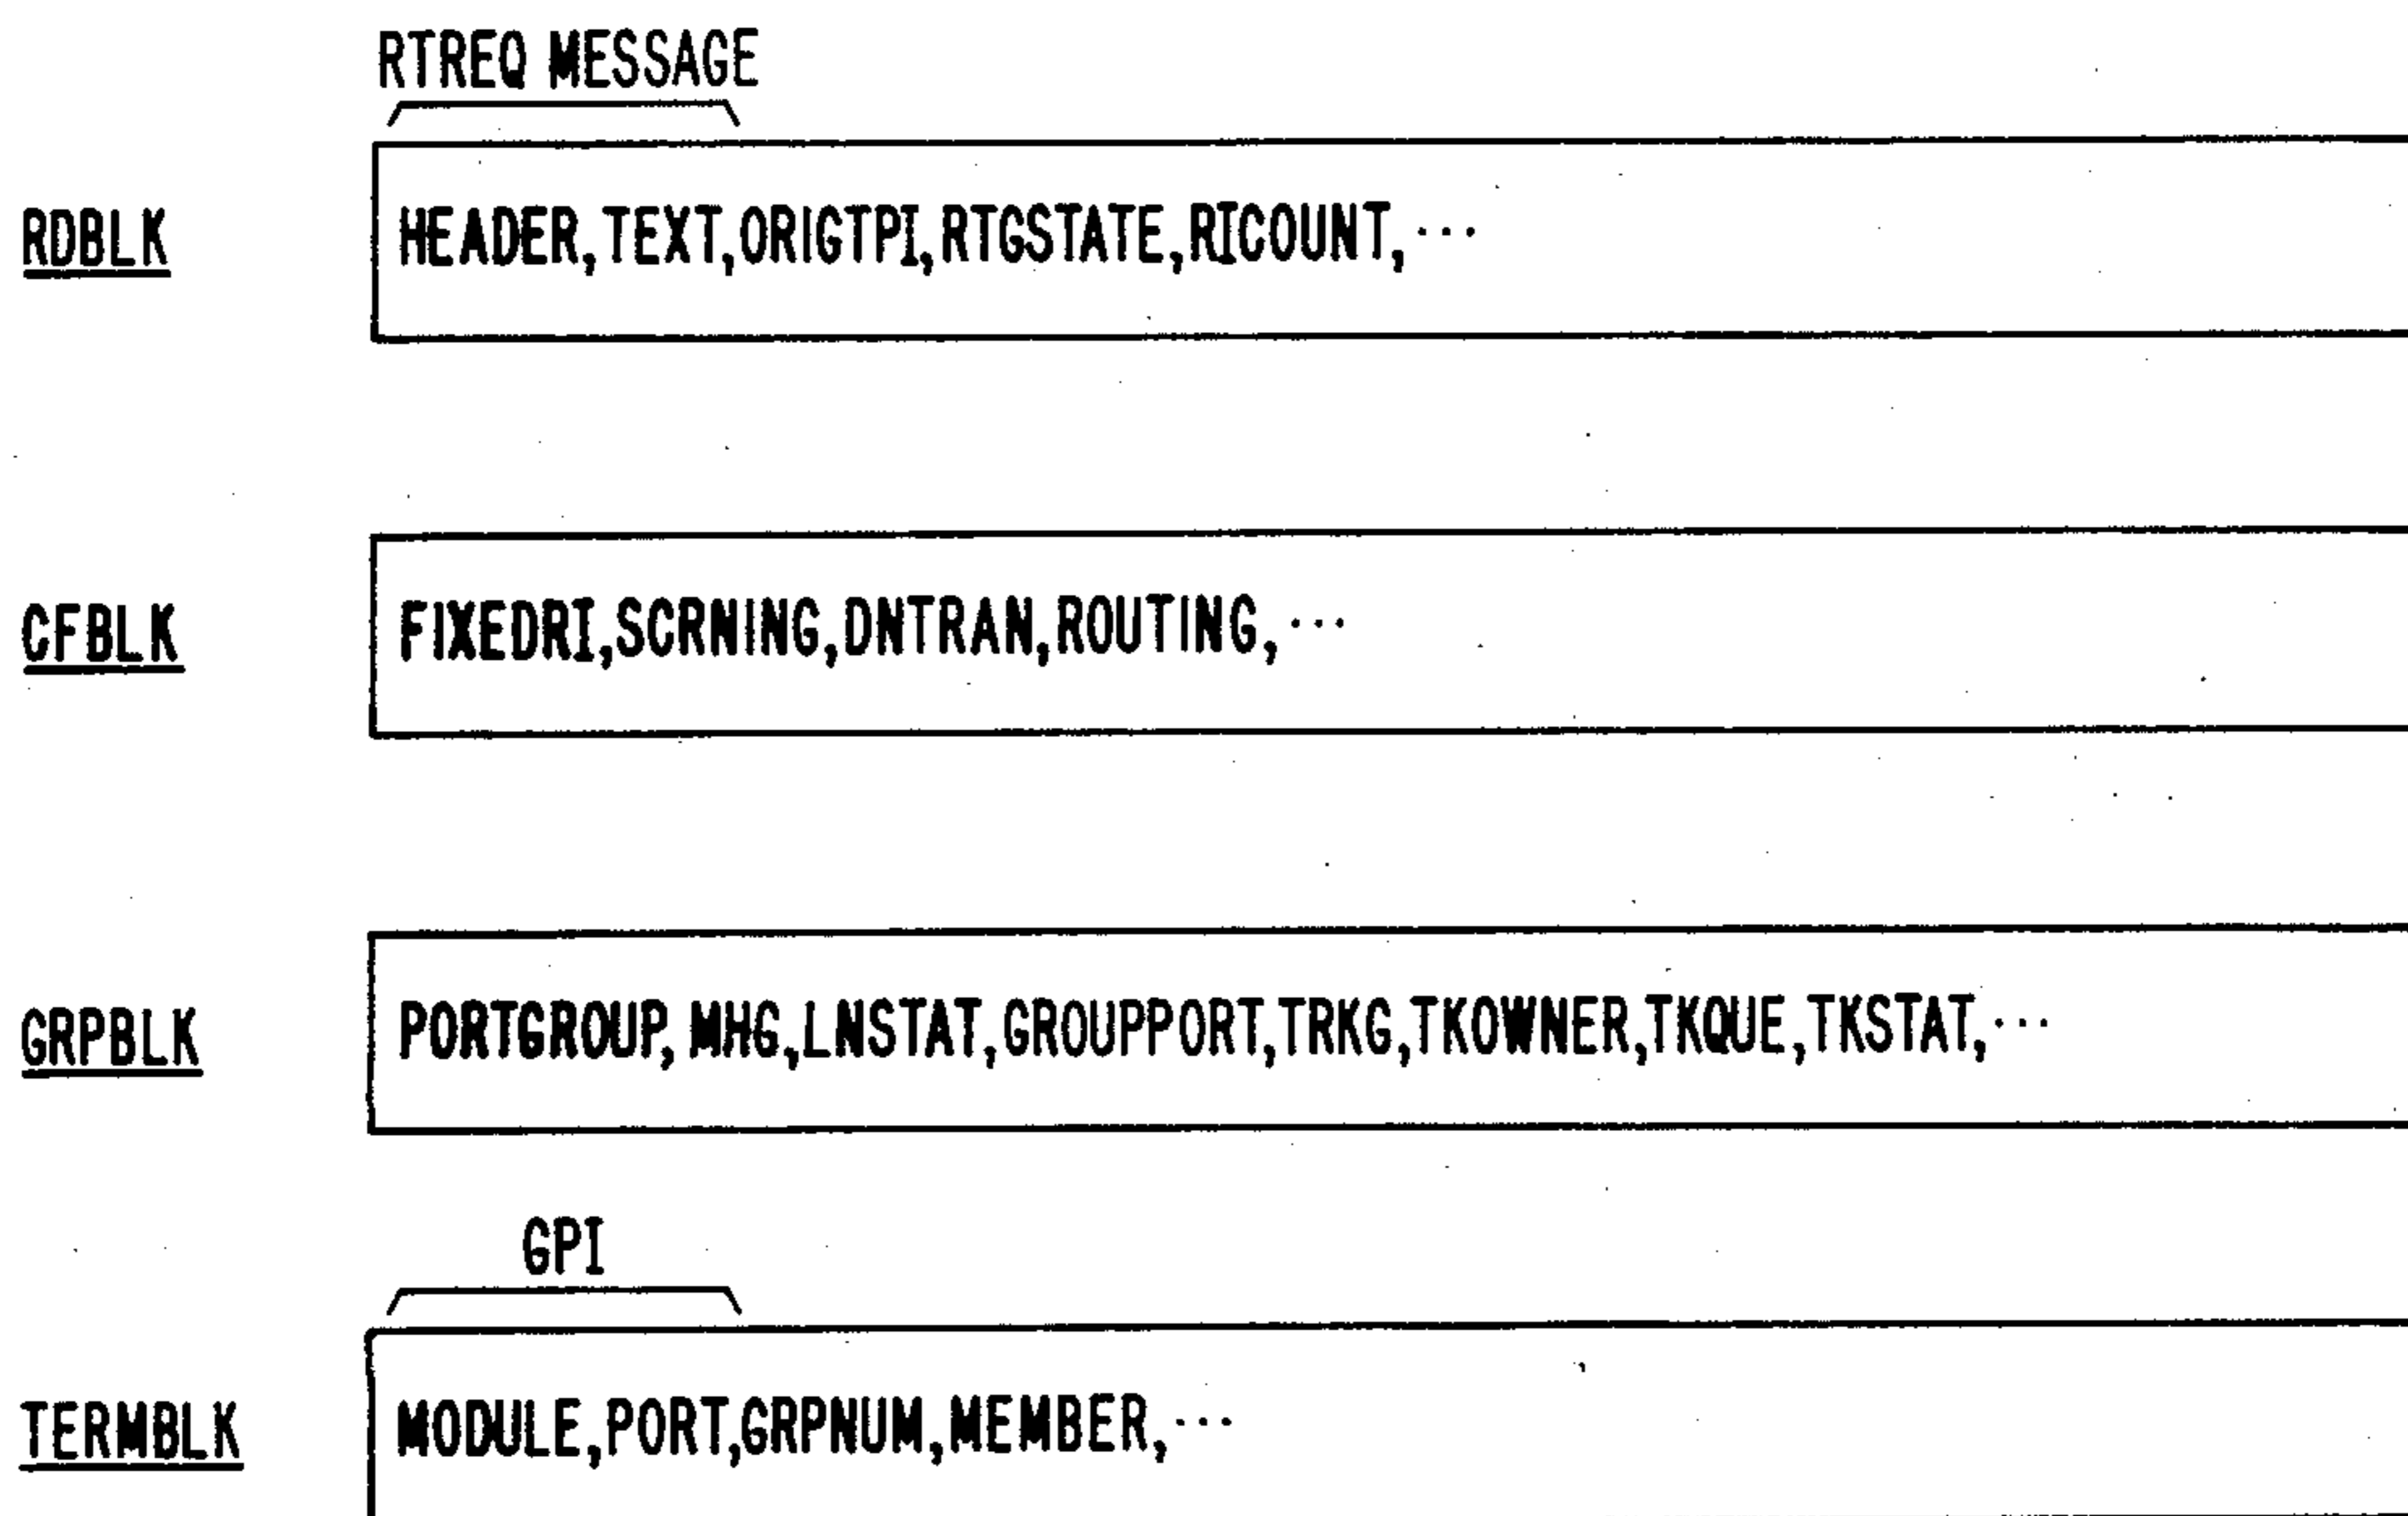 RTREQ MESSAGE
RDBLK HEADER,TEXT,ORIGTPI,RTGSTATE,RICOUNT,···
CFBLK FIXEDRI,SCRNING,DNTRAN,ROUTING,···
GRPBLK PORTGROUP,MHG,LNSTAT,GROUPPORT,TRKG,TKOWNER,TKQUE,TKSTAT,···
GPI
TERMBLK MODULE,PORT,GRPNUM,MEMBER,···